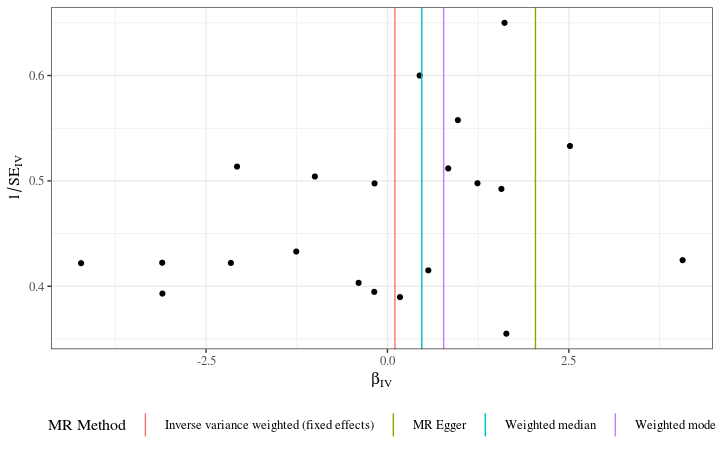 0.6
0.5
0.4
1/SE_IV
-2.5 0.0 2.5
β_IV
MR Method Inverse variance weighted (fixed effects) MR Egger Weighted median Weighted mode